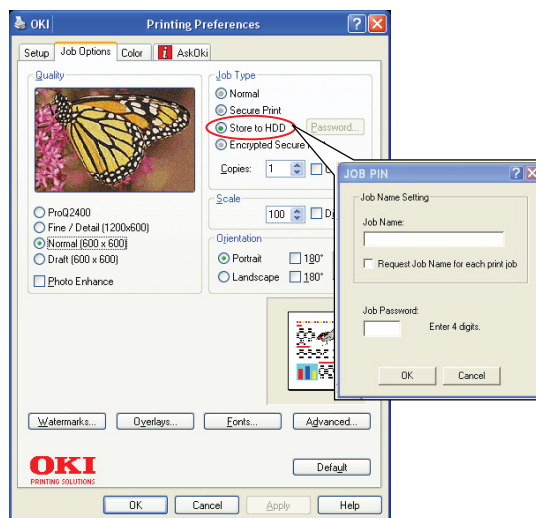 OKI Printing Preferences
Setup Job Options Color AskOki
Quality
ProQ2400
Fine / Detail (1200x600)
Normal (600 x 600)
Draft (600 x 600)
Photo Enhance
Job Type
Normal
Secure Print
Store to HDD Password...
Encrypted Secure
Copies: 1
Scale
100
Orientation
Portrait 180°
Landscape 180°
JOB PIN
Job Name Setting
Job Name:
Request Job Name for each print job
Job Password:
Enter 4 digits.
OK Cancel
Watermarks... Overlays... Fonts... Advanced...
OKI
PRINTING SOLUTIONS
Default
OK Cancel Apply Help